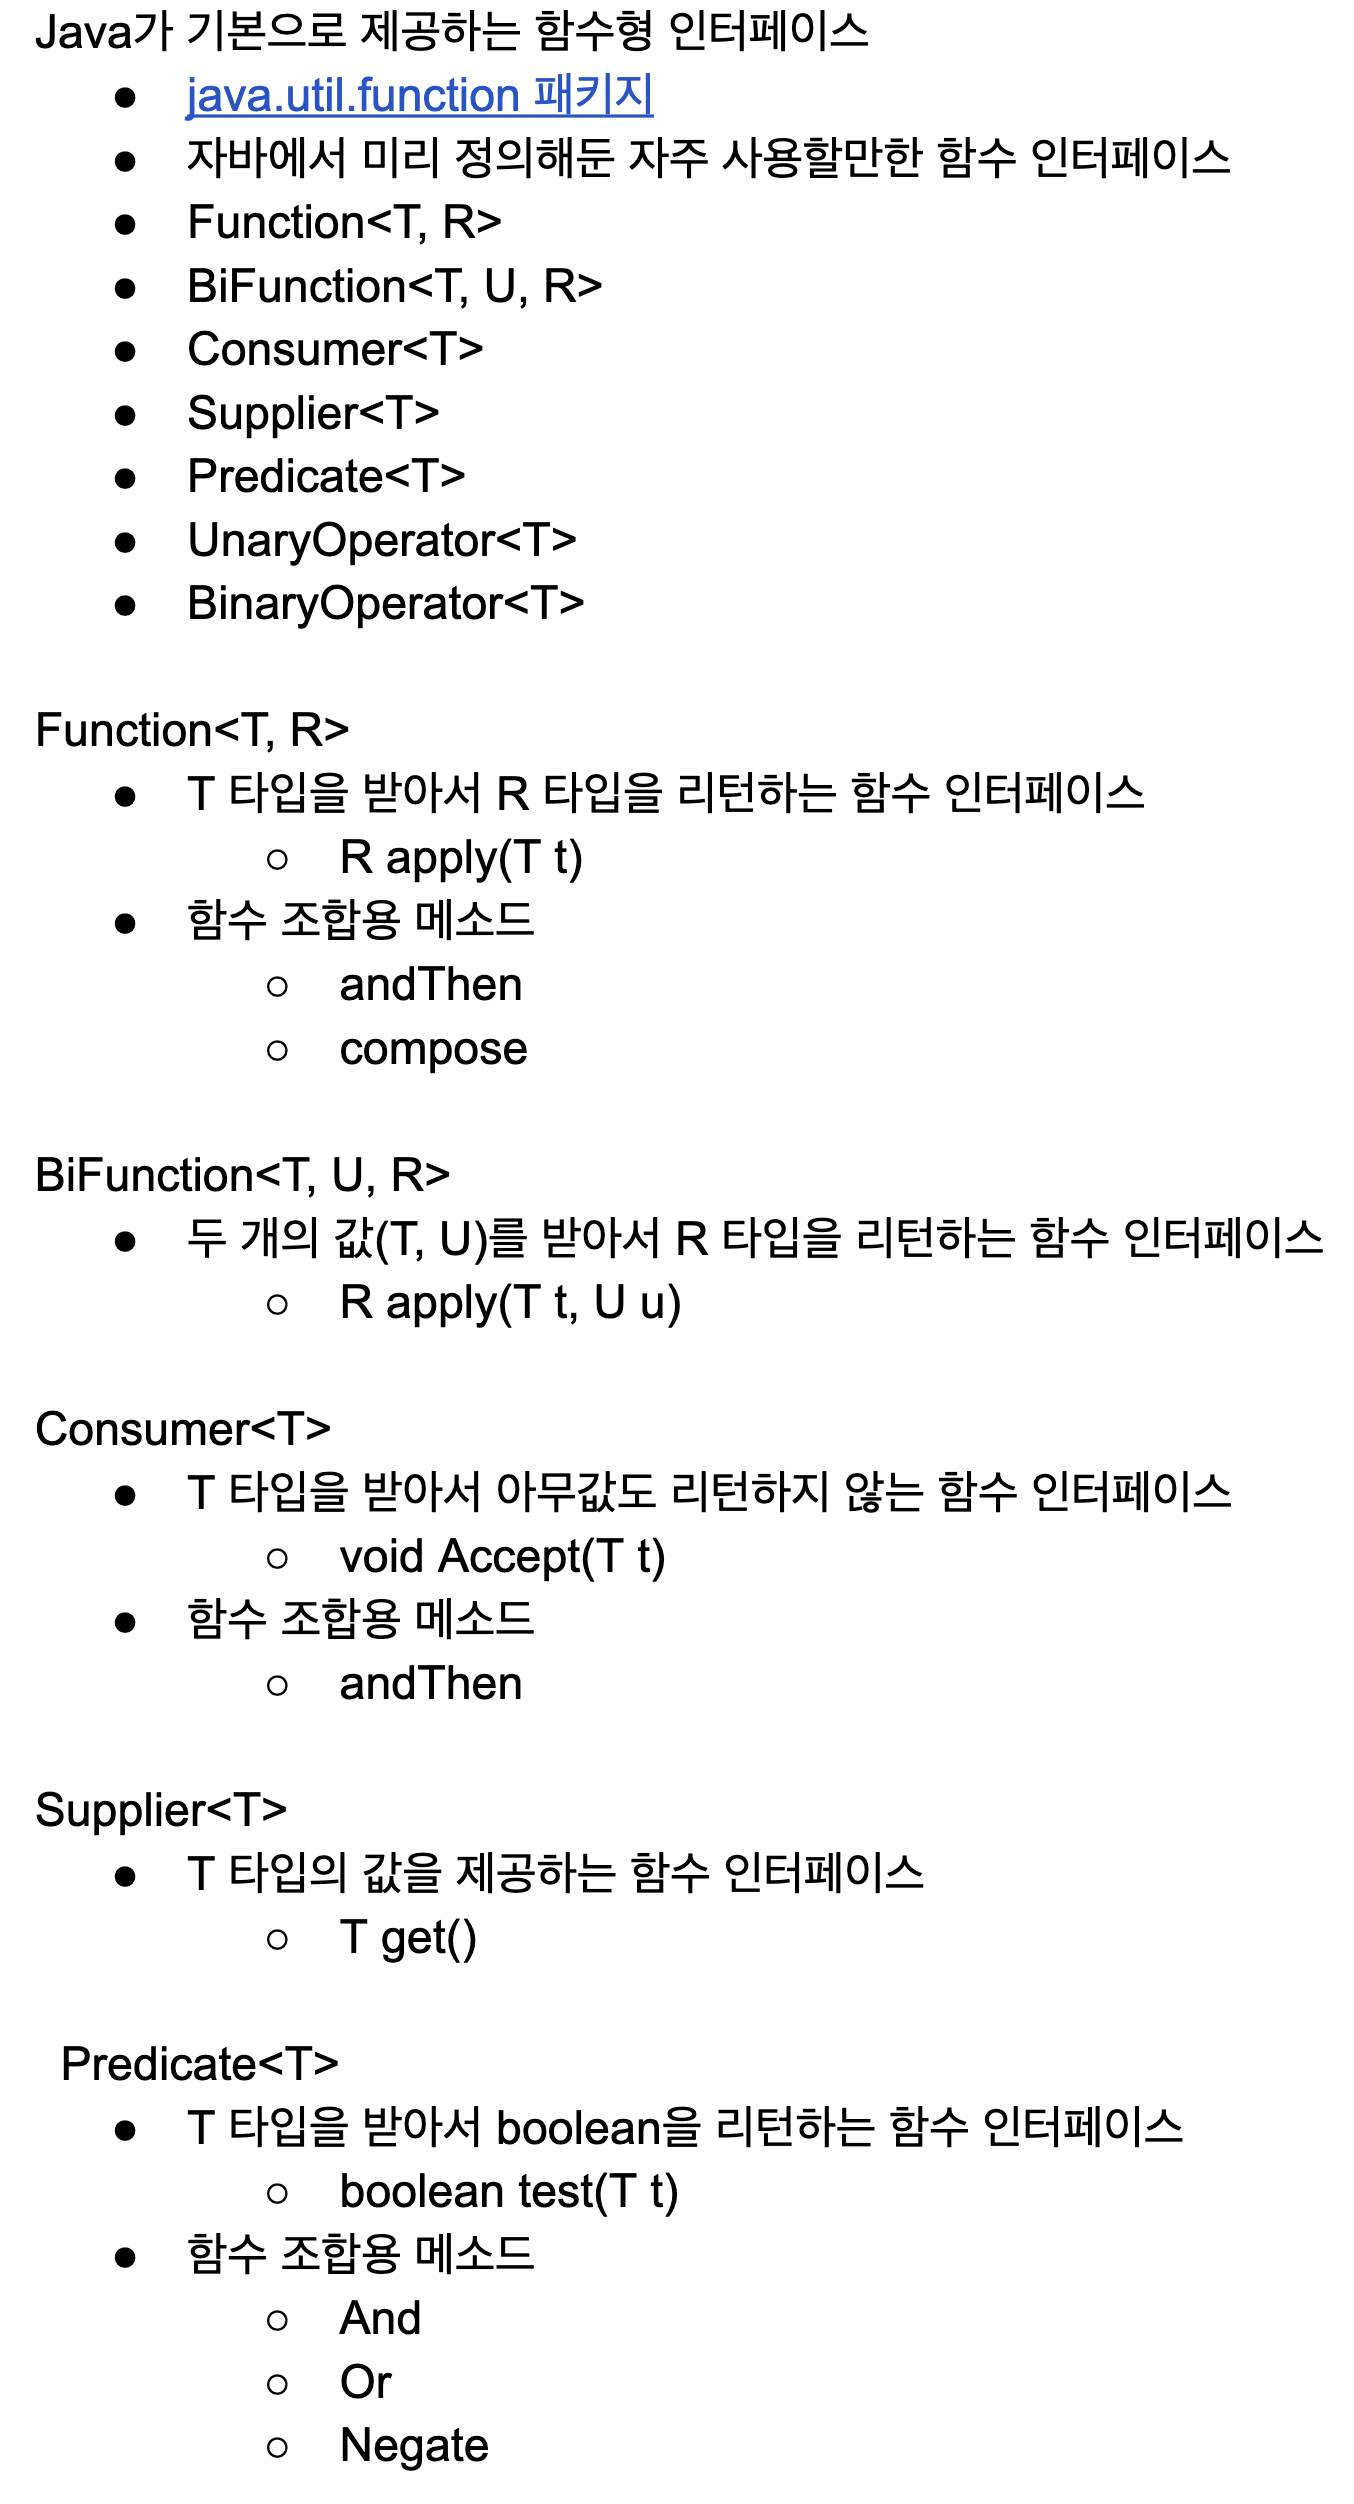 Java가 기본으로 제공하는 함수형 인터페이스
● java.util.function 패키지
● 자바에서 미리 정의해둔 자주 사용할만한 함수 인터페이스
● Function<T, R>
● BiFunction<T, U, R>
● Consumer<T>
● Supplier<T>
● Predicate<T>
● UnaryOperator<T>
● BinaryOperator<T>
Function<T, R>
● T 타입을 받아서 R 타입을 리턴하는 함수 인터페이스
○ R apply(T t)
● 함수 조합용 메소드
○ andThen
○ compose
BiFunction<T, U, R>
● 두 개의 값(T, U)를 받아서 R 타입을 리턴하는 함수 인터페이스
○ R apply(T t, U u)
Consumer<T>
● T 타입을 받아서 아무값도 리턴하지 않는 함수 인터페이스
○ void Accept(T t)
● 함수 조합용 메소드
○ andThen
Supplier<T>
● T 타입의 값을 제공하는 함수 인터페이스
○ T get()
Predicate<T>
● T 타입을 받아서 boolean을 리턴하는 함수 인터페이스
○ boolean test(T t)
● 함수 조합용 메소드
○ And
○ Or
○ Negate